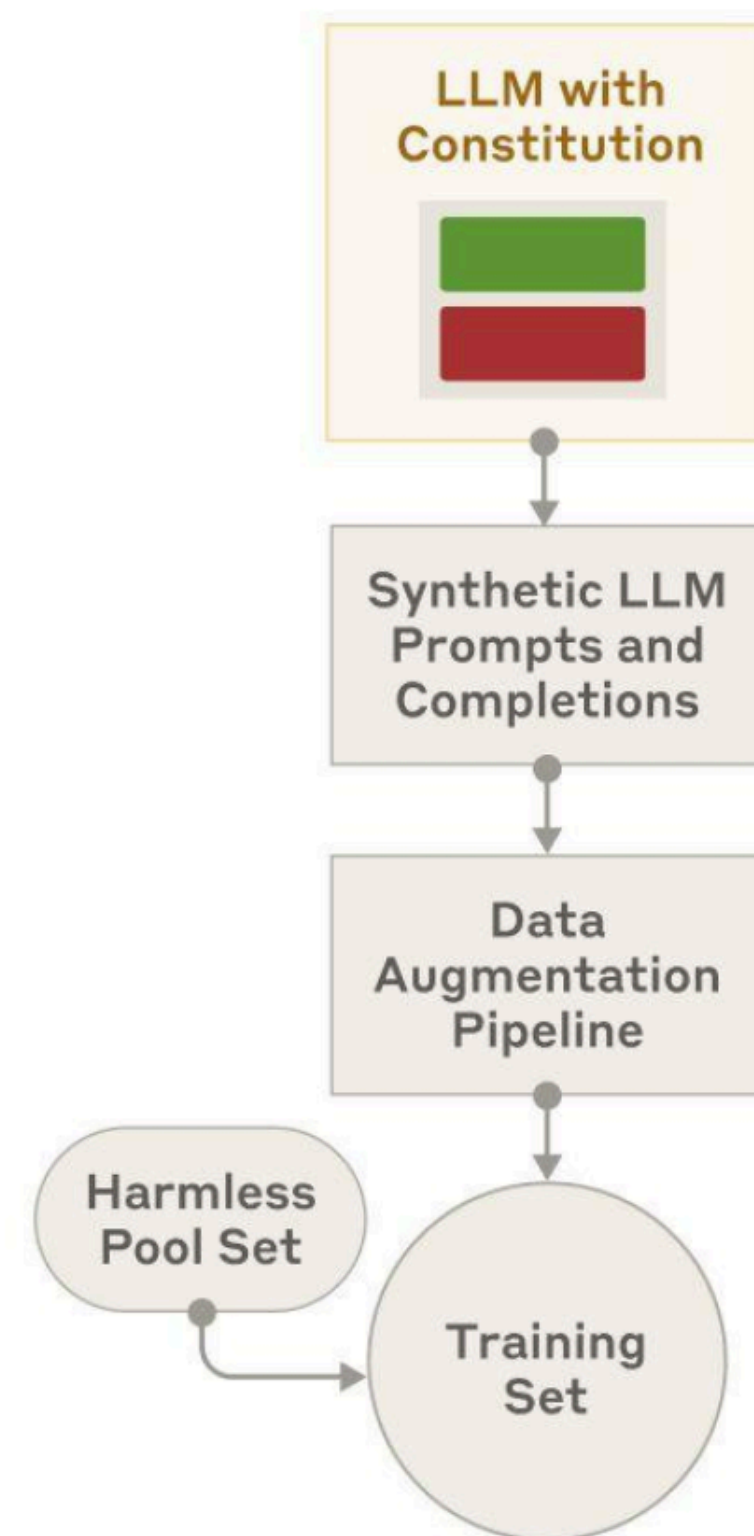 LLM with
Constitution
Synthetic LLM
Prompts and
Completions
Data
Augmentation
Pipeline
Harmless
Pool Set
Training
Set